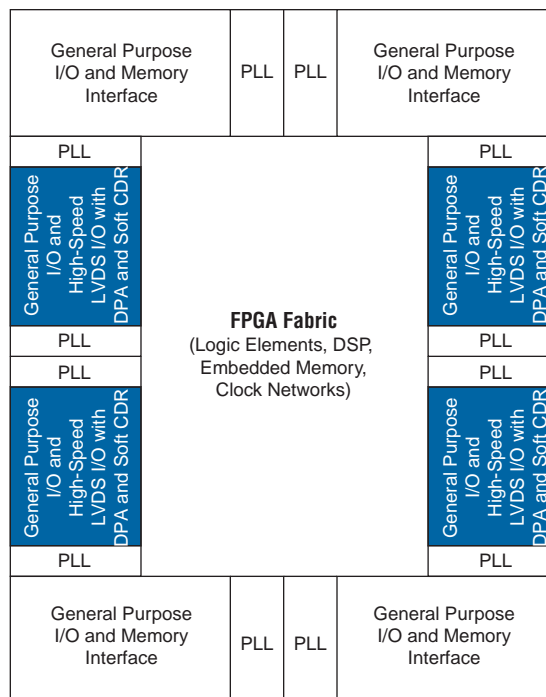 General Purpose
I/O and Memory
Interface
PLL
PLL
General Purpose
I/O and Memory
Interface
PLL
PLL
General Purpose
I/O and
High-Speed
LVDS I/O with
DPA and Soft CDR
General Purpose
I/O and
High-Speed
LVDS I/O with
DPA and Soft CDR
FPGA Fabric
(Logic Elements, DSP,
Embedded Memory,
Clock Networks)
PLL
PLL
PLL
PLL
General Purpose
I/O and
High-Speed
LVDS I/O with
DPA and Soft CDR
General Purpose
I/O and
High-Speed
LVDS I/O with
DPA and Soft CDR
PLL
PLL
General Purpose
I/O and Memory
Interface
PLL
PLL
General Purpose
I/O and Memory
Interface